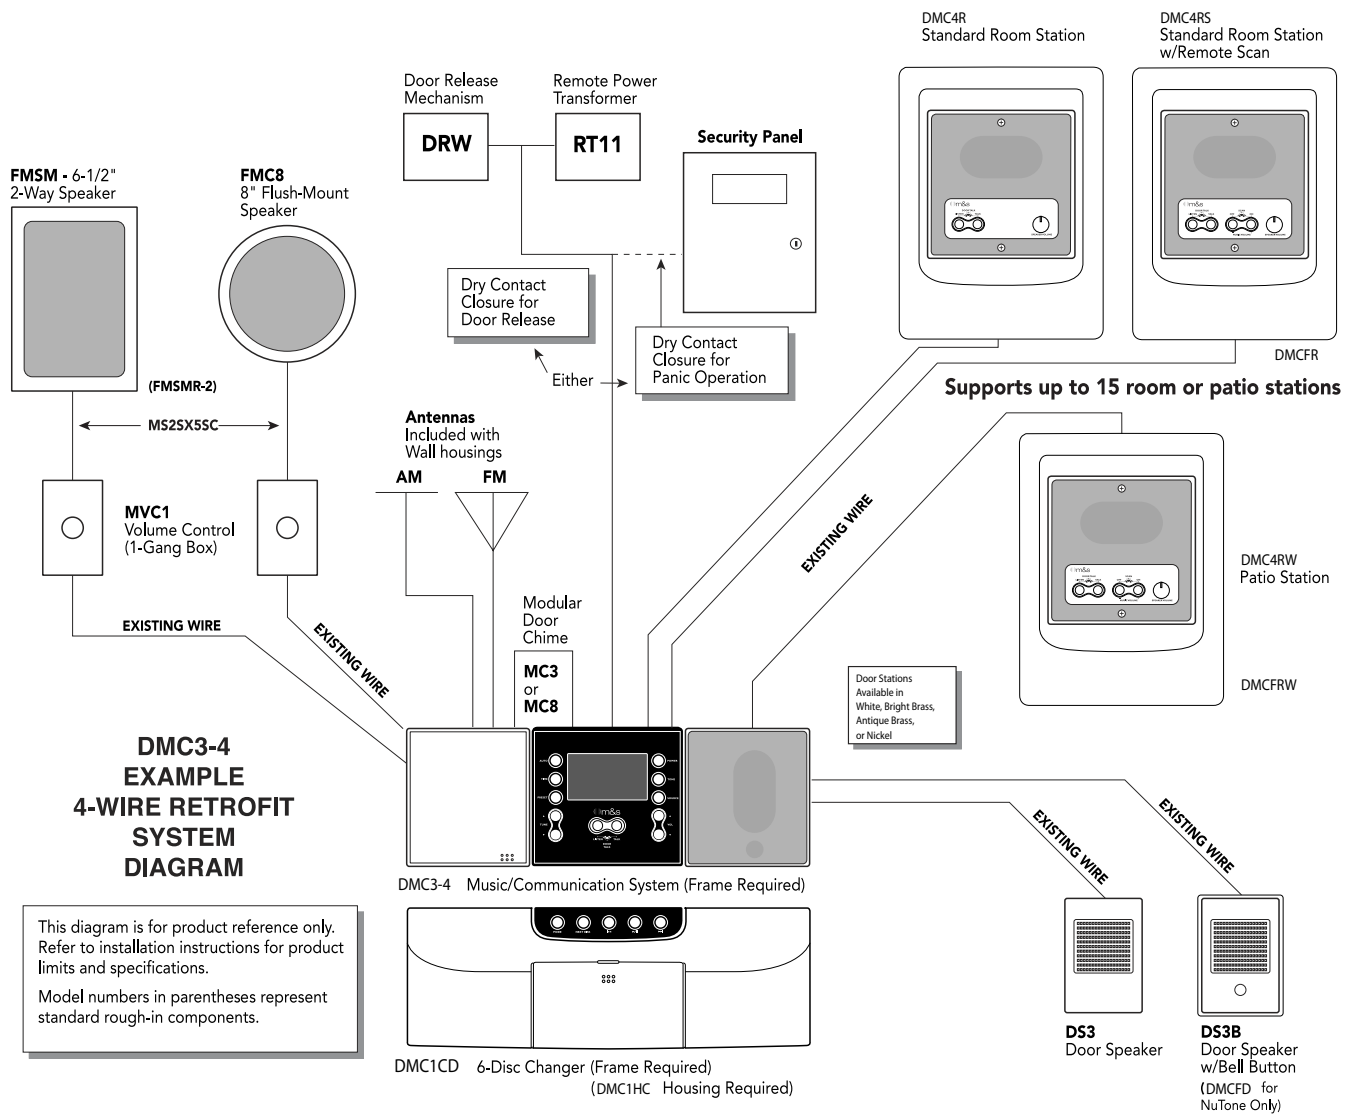 DMC4R
Standard Room Station
DMC4RS
Standard Room Station
w/Remote Scan
Door Release
Mechanism
DRW
Remote Power
Transformer
RT11
Security Panel
FMSM - 6-1/2"
2-Way Speaker
FMC8
8" Flush-Mount
Speaker
m&s
m&s
Dry Contact
Closure for
Door Release
Dry Contact
Closure for
Panic Operation
Either
DMCFR
(FMSMR-2)
MS2SX5SC
Supports up to 15 room or patio stations
Antennas
Included with
Wall housings
AM
FM
MVC1
Volume Control
(1-Gang Box)
EXISTING WIRE
m&s
DMC4RW
Patio Station
EXISTING WIRE
EXISTING WIRE
Modular
Door
Chime
MC3
or
MC8
Door Stations
Available in
White, Bright Brass,
Antique Brass,
or Nickel
DMCFRW
DMC3-4
EXAMPLE
4-WIRE RETROFIT
SYSTEM
DIAGRAM
m&s
EXISTING WIRE
EXISTING WIRE
DMC3-4 Music/Communication System (Frame Required)
This diagram is for product reference only.
Refer to installation instructions for product
limits and specifications.
Model numbers in parentheses represent
standard rough-in components.
DMC1CD 6-Disc Changer (Frame Required)
(DMC1HC Housing Required)
DS3
Door Speaker
DS3B
Door Speaker
w/Bell Button
(DMCFD for
NuTone Only)